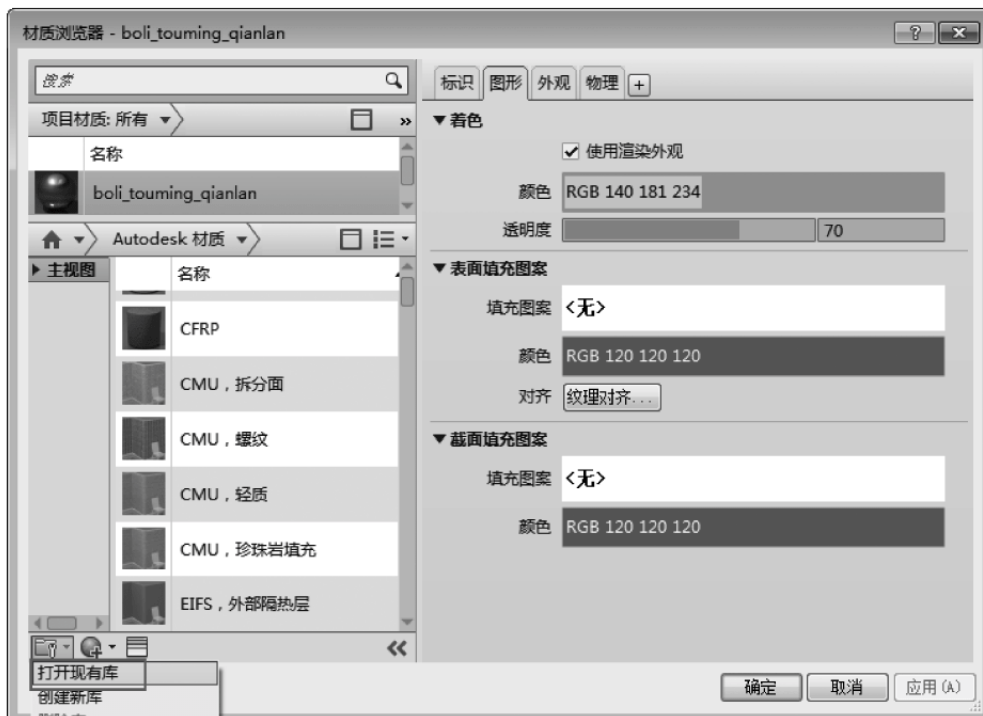 材质浏览器 - boli_touming_qianlan
搜索
项目材质: 所有
名称
boli_touming_qianlan
Autodesk 材质
主视图
名称
CFRP
CMU，拆分面
CMU，螺纹
CMU，轻质
CMU，珍珠岩填充
EIFS，外部隔热层
打开现有库
创建新库
标识 图形 外观 物理
着色
使用渲染外观
颜色 RGB 140 181 234
透明度 70
表面填充图案
填充图案 <无>
颜色 RGB 120 120 120
对齐 纹理对齐...
截面填充图案
填充图案 <无>
颜色 RGB 120 120 120
确定 取消 应用(A)